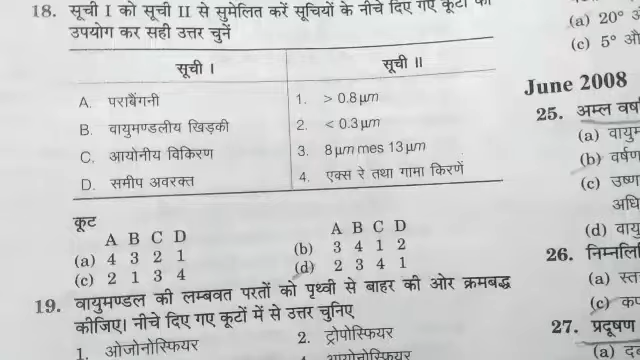 18. सूची I को सूची II से सुमेलित करें सूचियों के नीचे दिए गए कूटों का
उपयोग कर सही उत्तर चुनें
सूची I सूची II
A. पराबैंगनी 1. > 0.8 μm
B. वायुमण्डलीय खिड़की 2. < 0.3 μm
C. आयोनीय विकिरण 3. 8 μm mes 13 μm
D. समीप अवरक्त 4. एक्स रे तथा गामा किरणें
कूट
A B C D A B C D
(a) 4 3 2 1 (b) 3 4 1 2
(c) 2 1 3 4 (d) 2 3 4 1
19. वायुमण्डल की लम्बवत परतों को पृथ्वी से बाहर की ओर क्रमबद्ध
कीजिए। नीचे दिए गए कूटों में से उत्तर चुनिए
1. ओजोनोस्फियर 2. ट्रोपोस्फियर
(a) 20°
(c) 5° औ
June 2008
25. अम्ल वर्ष
(a) वायुम
(b) वर्षण
(c) उष्ण
अधि
(d) वायु
26. निम्नलि
(a) स्त
(c) कप
27. प्रदूषण
(a)